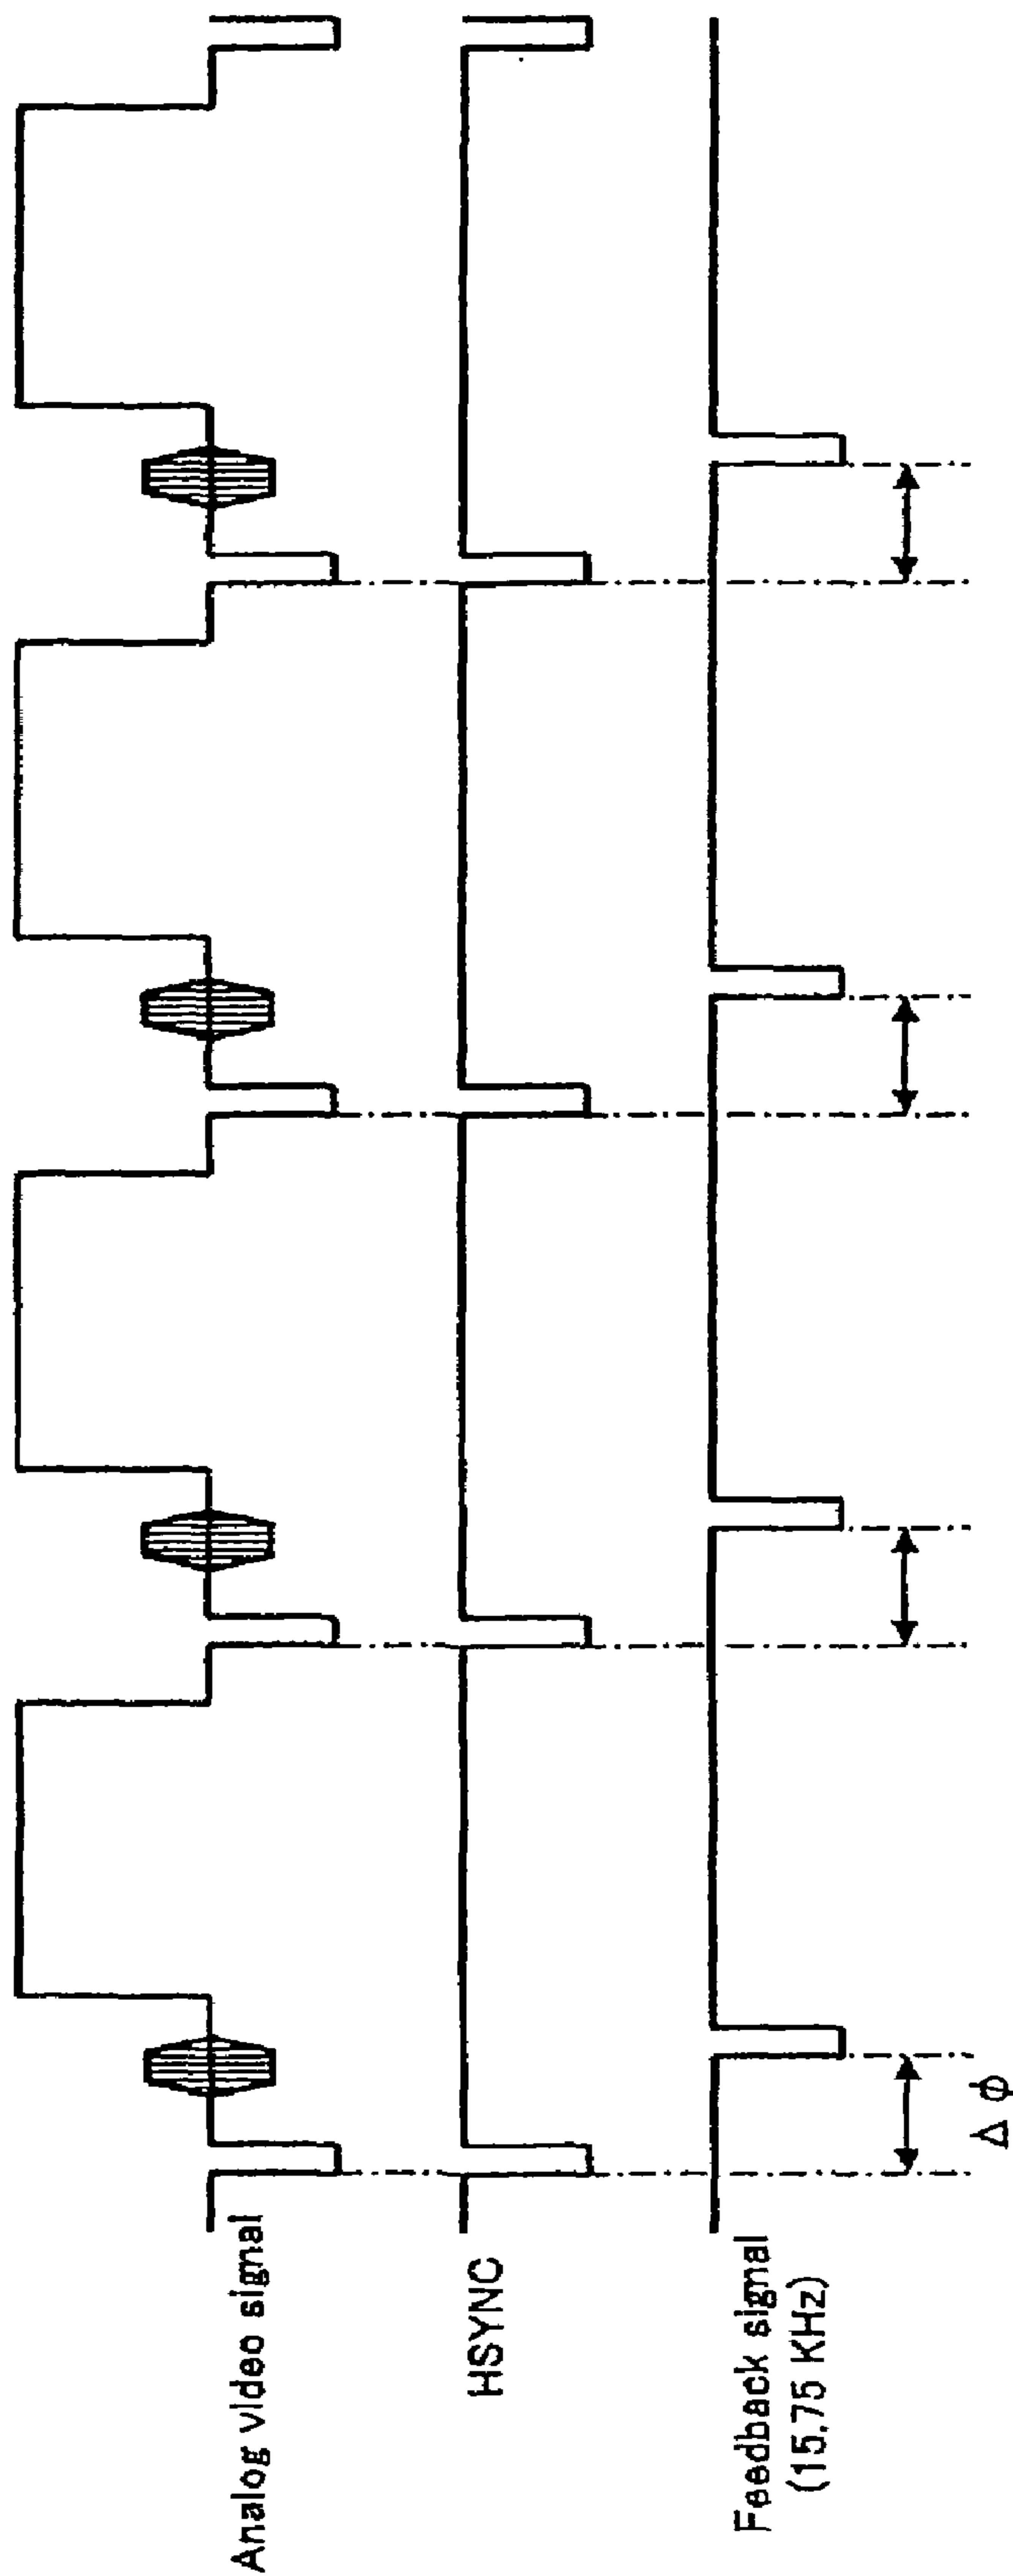 Analog video signal
HSYNC
Feedback signal
(15.75 KHz)
Δ ϕ